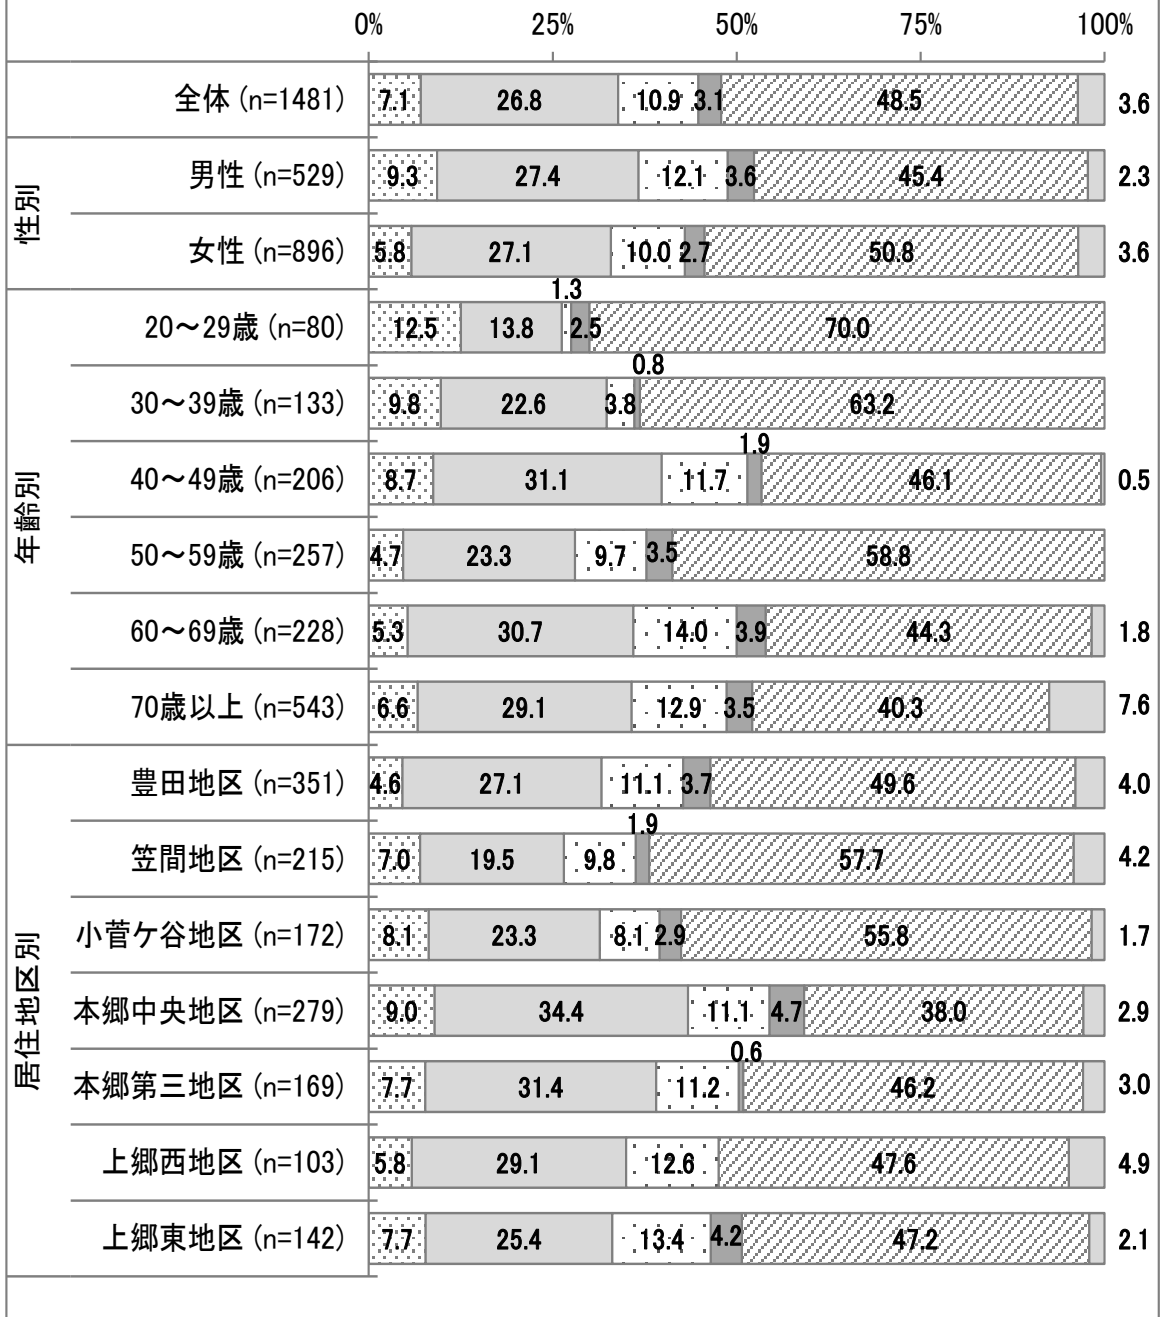 0% 25% 50% 75% 100%
全体 (n=1481) 7.1 26.8 10.9 3.1 48.5 3.6
性別
男性 (n=529) 9.3 27.4 12.1 3.6 45.4 2.3
女性 (n=896) 5.8 27.1 10.0 2.7 50.8 3.6
年齢別
20～29歳 (n=80) 12.5 13.8 1.3 2.5 70.0
30～39歳 (n=133) 9.8 22.6 3.8 0.8 63.2
40～49歳 (n=206) 8.7 31.1 11.7 1.9 46.1 0.5
50～59歳 (n=257) 4.7 23.3 9.7 3.5 58.8
60～69歳 (n=228) 5.3 30.7 14.0 3.9 44.3 1.8
70歳以上 (n=543) 6.6 29.1 12.9 3.5 40.3 7.6
居住地区別
豊田地区 (n=351) 4.6 27.1 11.1 3.7 49.6 4.0
笠間地区 (n=215) 7.0 19.5 9.8 1.9 57.7 4.2
小菅ケ谷地区 (n=172) 8.1 23.3 8.1 2.9 55.8 1.7
本郷中央地区 (n=279) 9.0 34.4 11.1 4.7 38.0 2.9
本郷第三地区 (n=169) 7.7 31.4 11.2 0.6 46.2 3.0
上郷西地区 (n=103) 5.8 29.1 12.6 47.6 4.9
上郷東地区 (n=142) 7.7 25.4 13.4 4.2 47.2 2.1